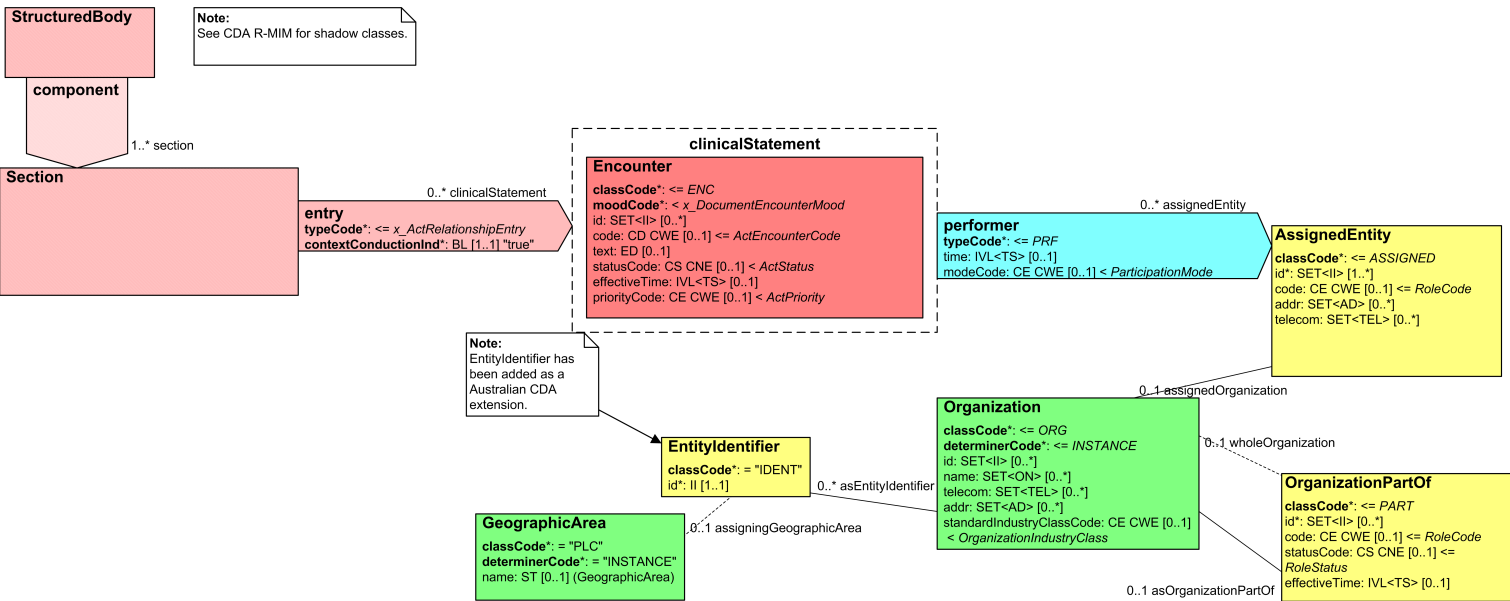 StructuredBody
Note:
See CDA R-MIM for shadow classes.
component
1..* section
Section
0..* clinicalStatement
entry
typeCode*: <= x_ActRelationshipEntry
contextConductionInd*: BL [1..1] "true"
clinicalStatement
Encounter
classCode*: <= ENC
moodCode*: < x_DocumentEncounterMood
id: SET<II> [0..*]
code: CD CWE [0..1] <= ActEncounterCode
text: ED [0..1]
statusCode: CS CNE [0..1] < ActStatus
effectiveTime: IVL<TS> [0..1]
priorityCode: CE CWE [0..1] < ActPriority
0..* assignedEntity
performer
typeCode*: <= PRF
time: IVL<TS> [0..1]
modeCode: CE CWE [0..1] < ParticipationMode
AssignedEntity
classCode*: <= ASSIGNED
id*: SET<II> [1..*]
code: CE CWE [0..1] <= RoleCode
addr: SET<AD> [0..*]
telecom: SET<TEL> [0..*]
Note:
EntityIdentifier has
been added as a
Australian CDA
extension.
0..1 assignedOrganization
Organization
classCode*: <= ORG
determinerCode*: <= INSTANCE
id: SET<II> [0..*]
name: SET<ON> [0..*]
telecom: SET<TEL> [0..*]
addr: SET<AD> [0..*]
standardIndustryClassCode: CE CWE [0..1]
< OrganizationIndustryClass
0..1 wholeOrganization
EntityIdentifier
classCode*: = "IDENT"
id*: II [1..1]
0..* asEntityIdentifier
OrganizationPartOf
classCode*: <= PART
id*: SET<II> [0..*]
code: CE CWE [0..1] <= RoleCode
statusCode: CS CNE [0..1] <=
RoleStatus
effectiveTime: IVL<TS> [0..1]
GeographicArea
classCode*: = "PLC"
determinerCode*: = "INSTANCE"
name: ST [0..1] (GeographicArea)
0..1 assigningGeographicArea
0..1 asOrganizationPartOf